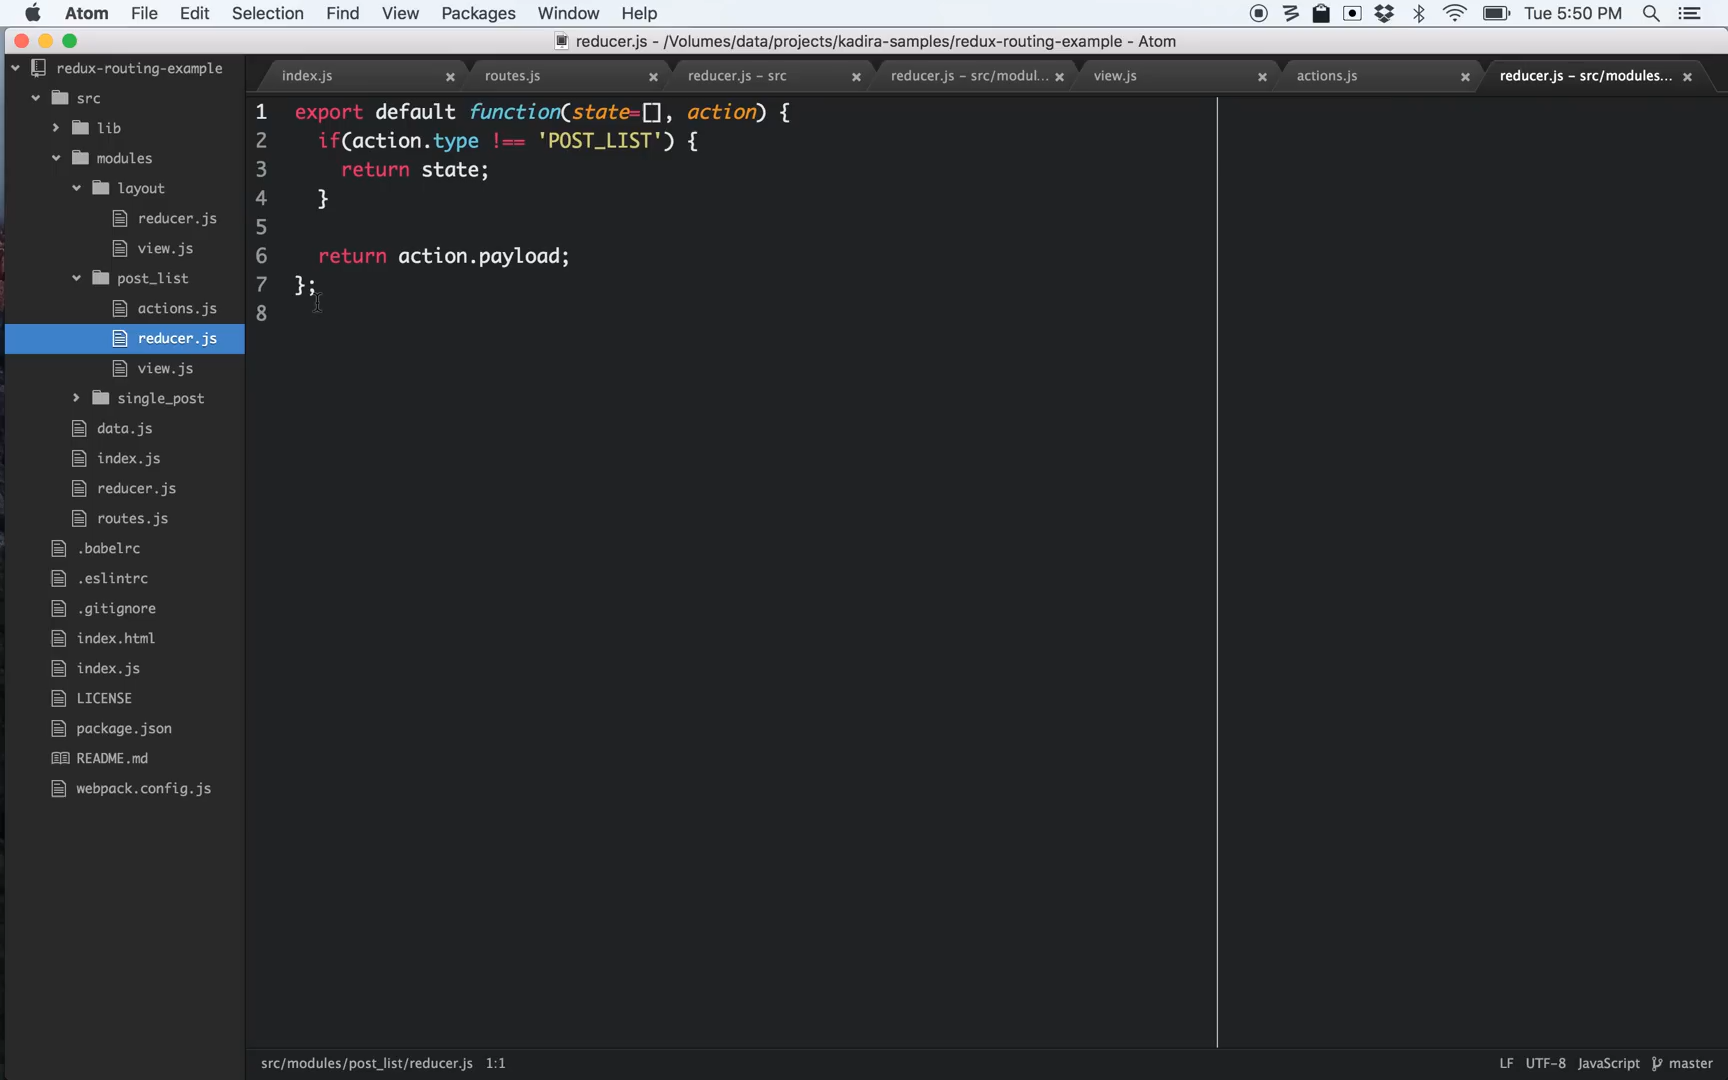 Atom File Edit Selection Find View Packages Window Help Tue 5:50 PM
reducer.js - /Volumes/data/projects/kadira-samples/redux-routing-example - Atom
redux-routing-example
src
lib
modules
layout
reducer.js
view.js
post_list
actions.js
reducer.js
view.js
single_post
data.js
index.js
reducer.js
routes.js
.babelrc
.eslintrc
.gitignore
index.html
index.js
LICENSE
package.json
README.md
webpack.config.js
index.js routes.js reducer.js - src reducer.js - src/modul... view.js actions.js reducer.js - src/modules...
1 export default function(state=[], action) {
2 if(action.type !== 'POST_LIST') {
3 return state;
4 }
5
6 return action.payload;
7 };
8
src/modules/post_list/reducer.js 1:1 LF UTF-8 JavaScript master